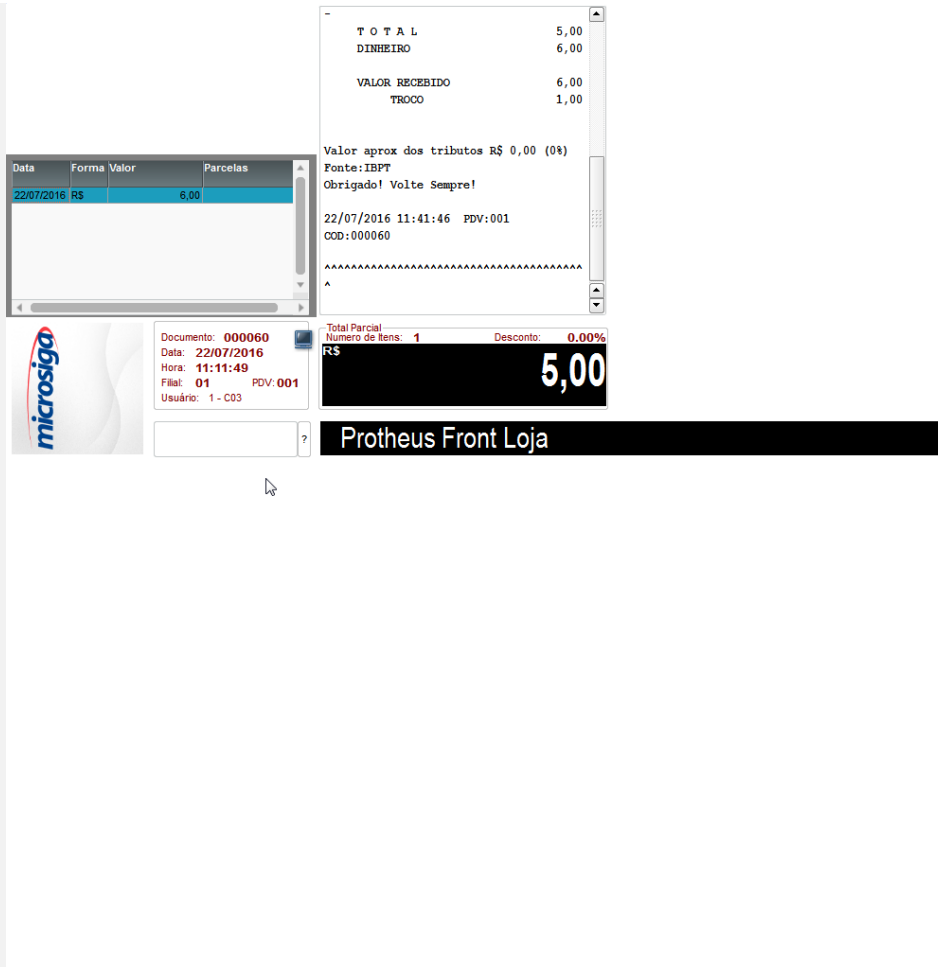 -
T O T A L 5,00
DINHEIRO 6,00
VALOR RECEBIDO 6,00
TROCO 1,00
Valor aprox dos tributos R$ 0,00 (0%)
Fonte:IBPT
Obrigado! Volte Sempre!
22/07/2016 11:41:46 PDV:001
COD:000060
^^^^^^^^^^^^^^^^^^^^^^^^^^^^^^^^^^^^^^^
^
Data Forma Valor Parcelas
22/07/2016 R$ 6,00
microsiga
Documento: 000060
Data: 22/07/2016
Hora: 11:11:49
Filial: 01 PDV: 001
Usuário: 1 - C03
?
Total Parcial
Numero de Itens: 1 Desconto: 0.00%
R$
5,00
Protheus Front Loja